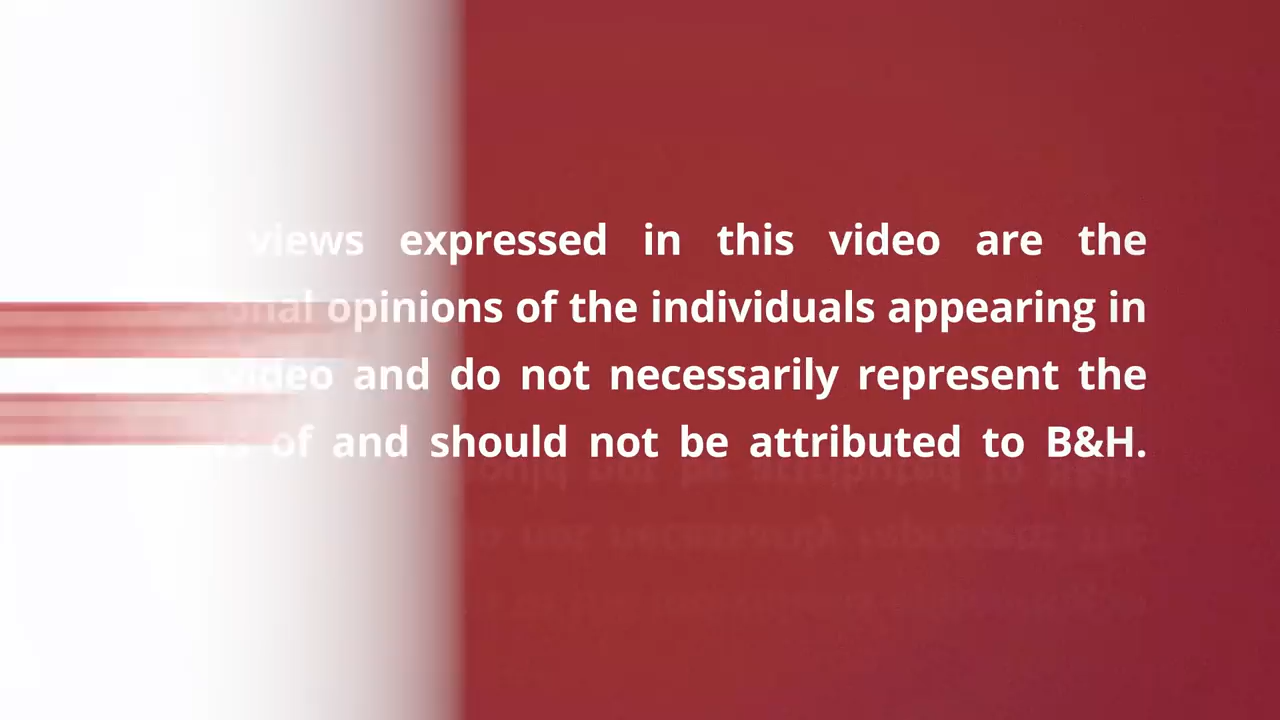 views expressed in this video are the
opinions of the individuals appearing in
video and do not necessarily represent the
of and should not be attributed to B&H.